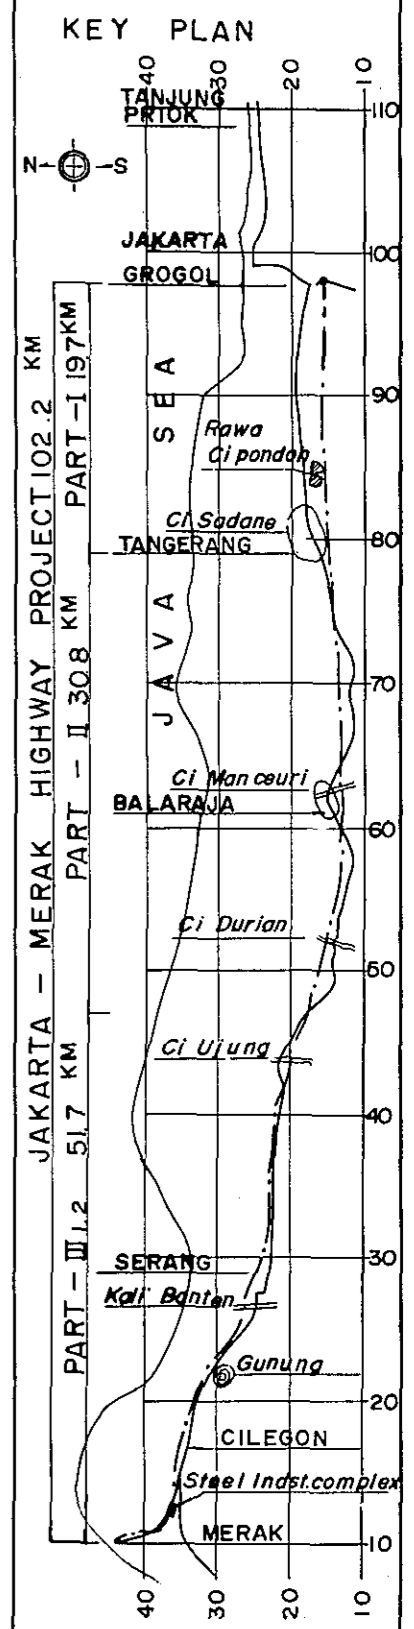 KEY PLAN
40
30
20
10
TANJUNG
PRIOK
110
N
S
JAKARTA
100
GROGOL
JAKARTA – MERAK HIGHWAY PROJECT 102.2 KM
PART-I 19.7 KM
PART - II 30.8 KM
PART - III 1.2 51.7 KM
JAVA SEA
90
Rawa
Cipondoh
Ci Sadane
TANGERANG
80
70
Ci Manceuri
BALARAJA
60
Ci Durian
50
Ci Ujung
40
SERANG
30
Kali Banten
Gunung
20
CILEGON
Steel Indst.complex
MERAK
10
40
30
20
10